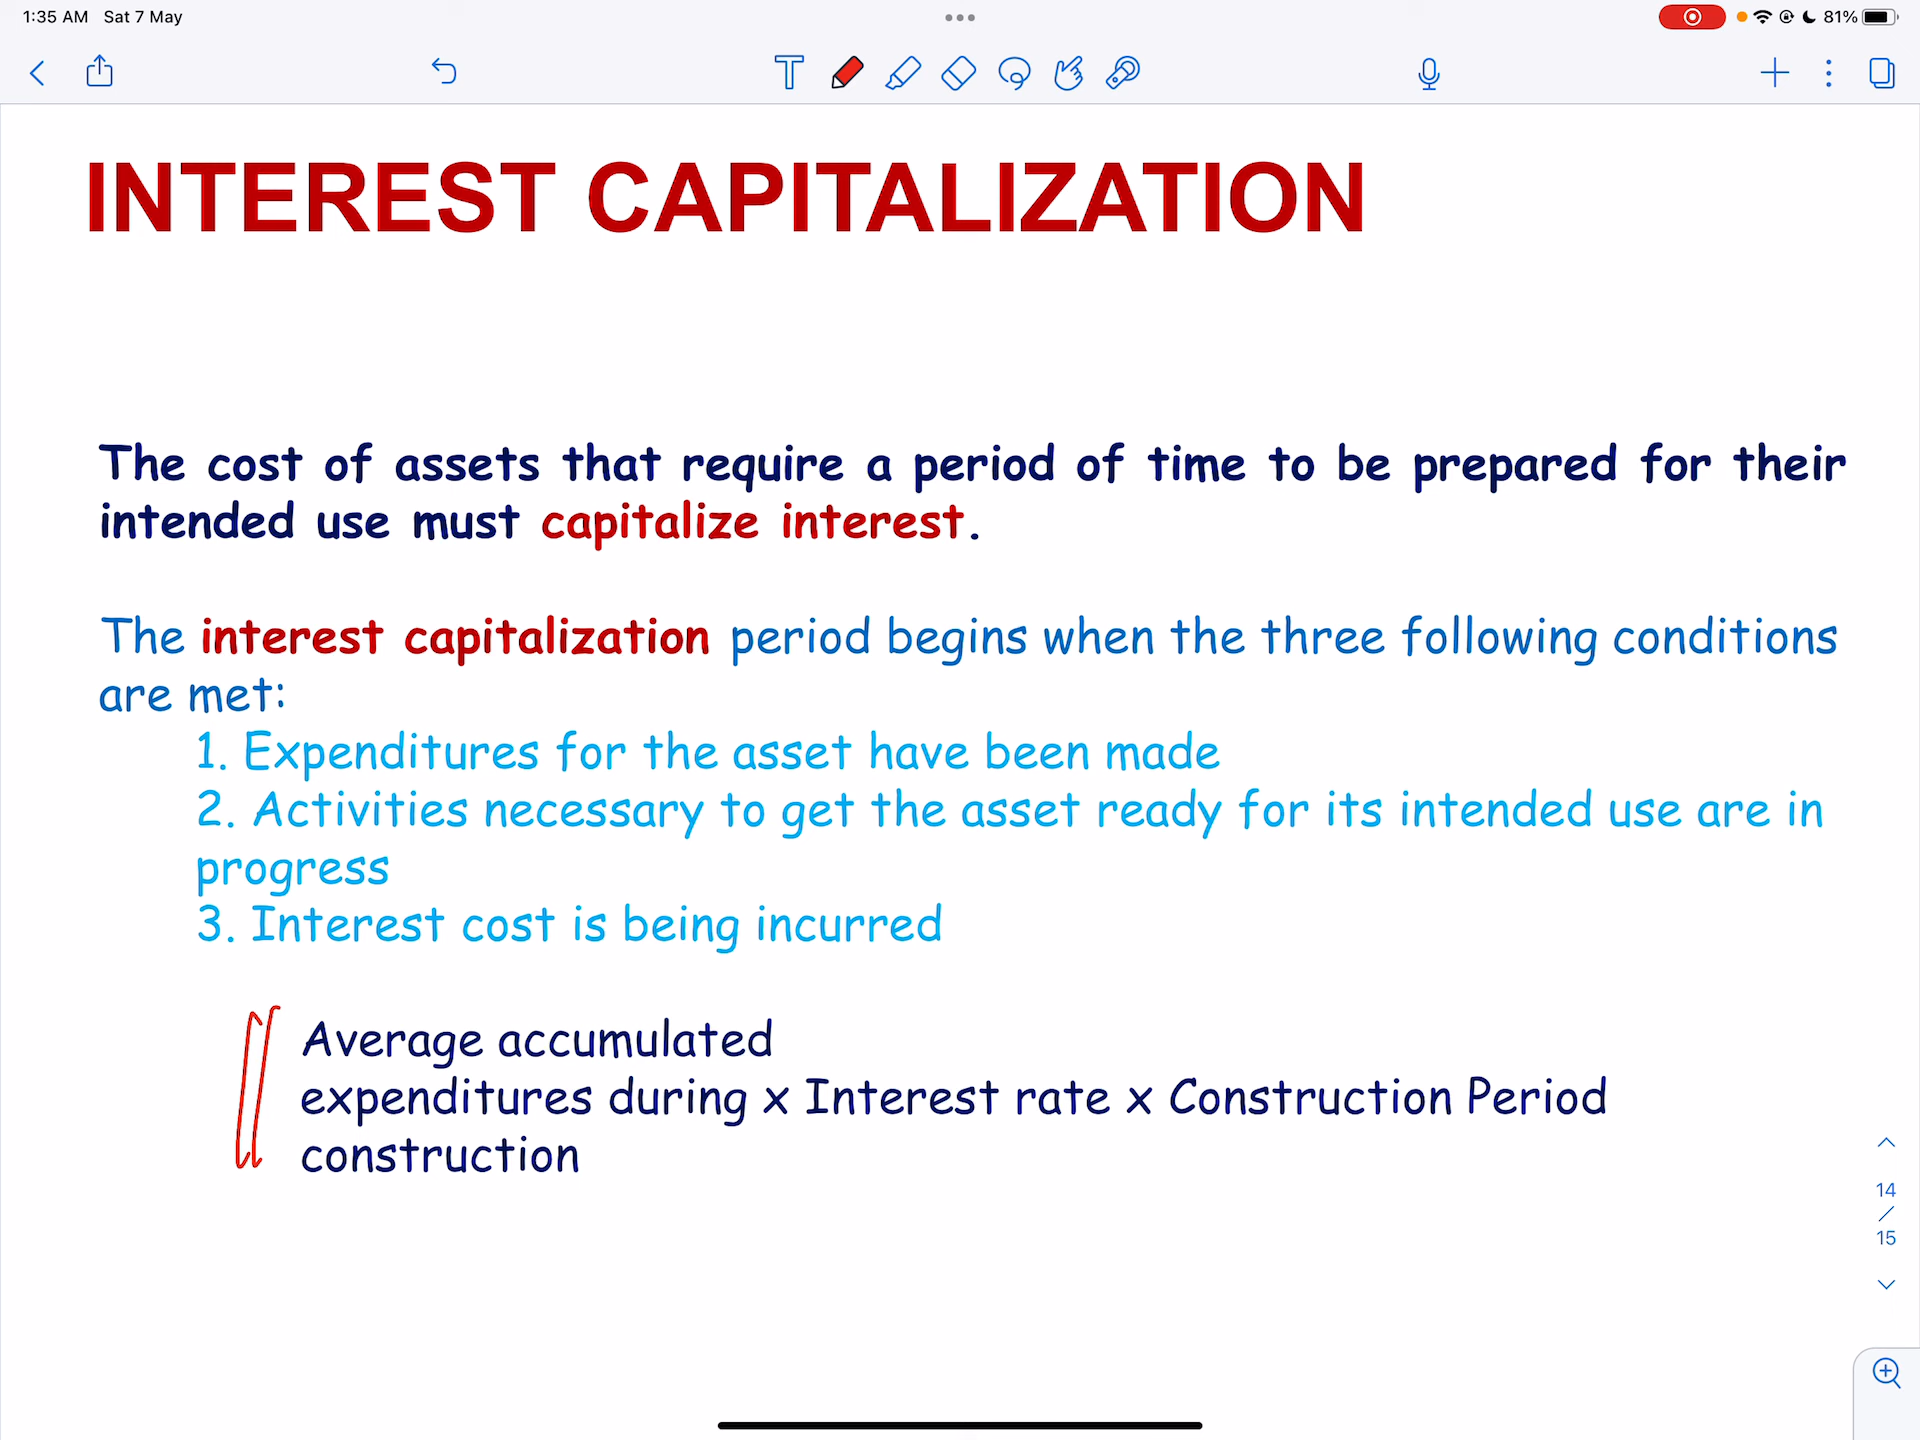 1:35 AM Sat 7 May
81%
T
INTEREST CAPITALIZATION
The cost of assets that require a period of time to be prepared for their
intended use must capitalize interest.
The interest capitalization period begins when the three following conditions
are met:
1. Expenditures for the asset have been made
2. Activities necessary to get the asset ready for its intended use are in
progress
3. Interest cost is being incurred
Average accumulated
expenditures during x Interest rate x Construction Period
construction
14
/
15